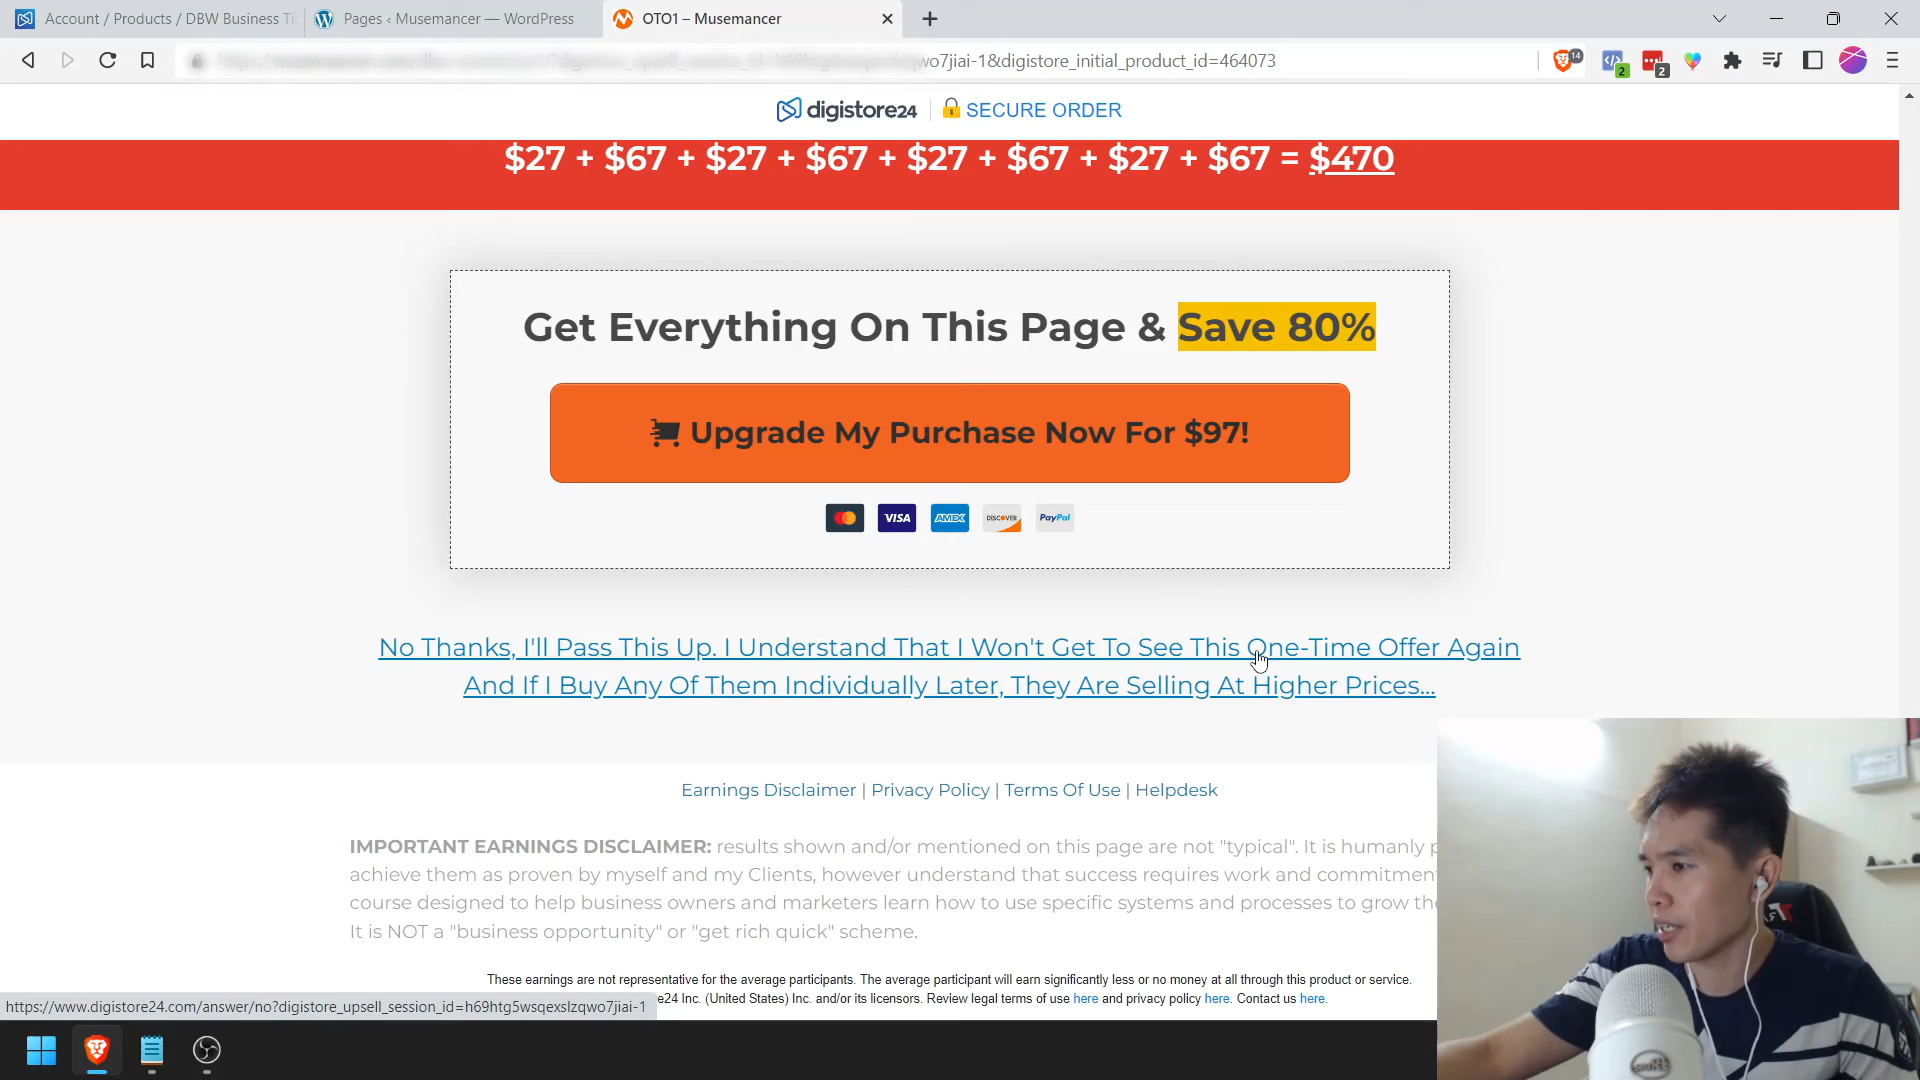 Account / Products / DBW Business Ti
Pages ‹ Musemancer — WordPress
OTO1 – Musemancer
wo7jiai-1&digistore_initial_product_id=464073
14
2
2
digistore24
SECURE ORDER
$27 + $67 + $27 + $67 + $27 + $67 + $27 + $67 = $470
Get Everything On This Page & Save 80%
Upgrade My Purchase Now For $97!
VISA
AMEX
DISCOVER
PayPal
No Thanks, I'll Pass This Up. I Understand That I Won't Get To See This One-Time Offer Again
And If I Buy Any Of Them Individually Later, They Are Selling At Higher Prices...
Earnings Disclaimer | Privacy Policy | Terms Of Use | Helpdesk
IMPORTANT EARNINGS DISCLAIMER: results shown and/or mentioned on this page are not "typical". It is humanly
achieve them as proven by myself and my Clients, however understand that success requires work and commitment
course designed to help business owners and marketers learn how to use specific systems and processes to grow
It is NOT a "business opportunity" or "get rich quick" scheme.
These earnings are not representative for the average participants. The average participant will earn significantly less or no money at all through this product or service.
e24 Inc. (United States) Inc. and/or its licensors. Review legal terms of use here and privacy policy here. Contact us here.
https://www.digistore24.com/answer/no?digistore_upsell_session_id=h69htg5wsqexslzqwo7jiai-1